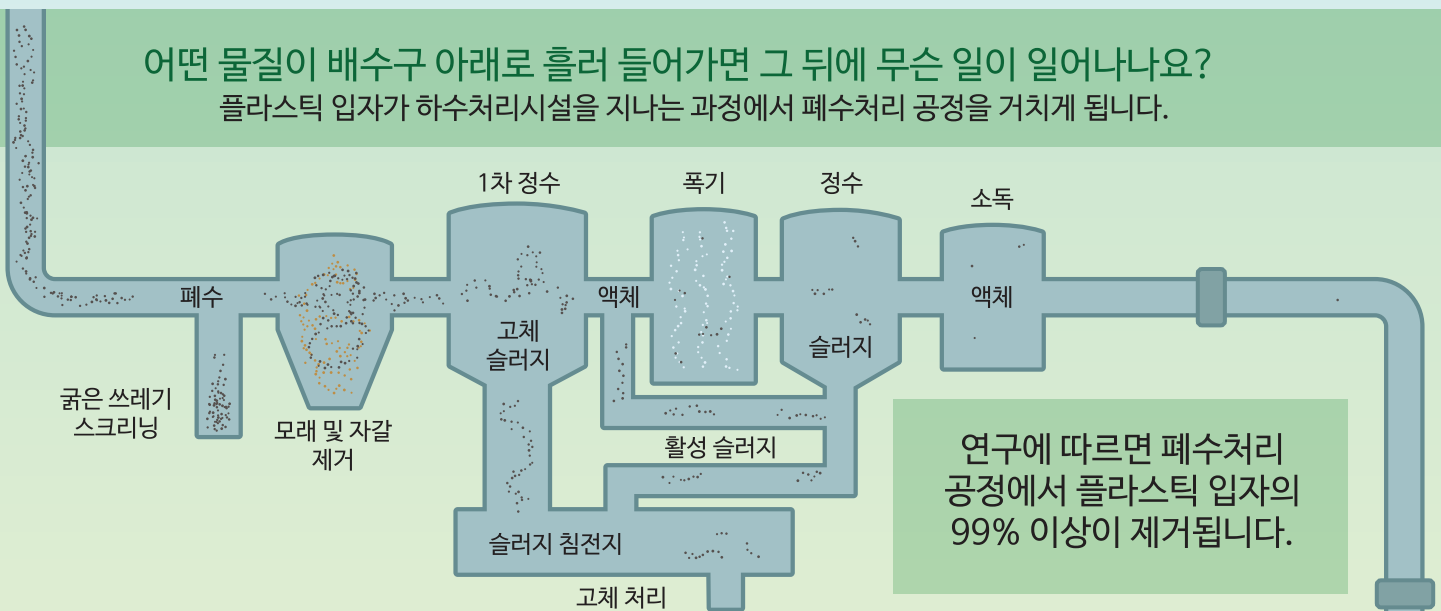 어떤 물질이 배수구 아래로 흘러 들어가면 그 뒤에 무슨 일이 일어나나요?
플라스틱 입자가 하수처리시설을 지나는 과정에서 폐수처리 공정을 거치게 됩니다.
1차 정수
폭기
정수
소독
폐수
액체
액체
고체
슬러지
슬러지
굵은 쓰레기
스크리닝
모래 및 자갈
제거
활성 슬러지
슬러지 침전지
고체 처리
연구에 따르면 폐수처리
공정에서 플라스틱 입자의
99% 이상이 제거됩니다.